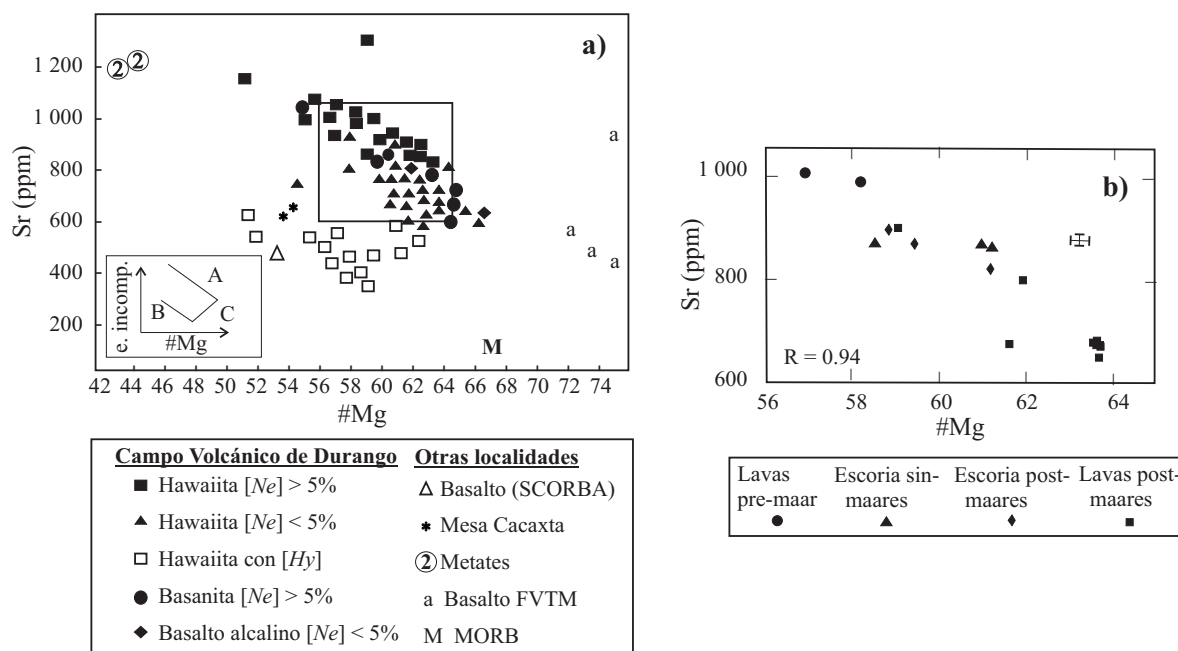 a)
Sr (ppm)
1 200
1 000
800
600
400
200
2 2
a
a
a
a
M
e. incomp.
A
B
C
#Mg
42 44 46 48 50 52 54 56 58 60 62 64 66 68 70 72 74
#Mg
b)
Sr (ppm)
1 000
800
600
R = 0.94
56 58 60 62 64
#Mg
Campo Volcánico de Durango
Hawaiita [Ne] > 5%
Hawaiita [Ne] < 5%
Hawaiita con [Hy]
Basanita [Ne] > 5%
Basalto alcalino [Ne] < 5%
Otras localidades
Basalto (SCORBA)
Mesa Cacaxta
2 Metates
a Basalto FVTM
M MORB
Lavas
pre-maar
Escoria sin-
maares
Escoria post-
maares
Lavas post-
maares